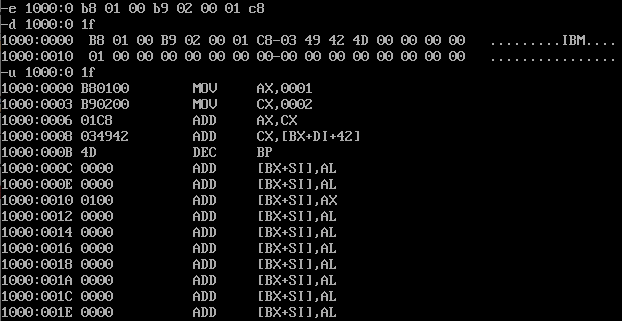 -e 1000:0 b8 01 00 b9 02 00 01 c8
-d 1000:0 1f
1000:0000  B8 01 00 B9 02 00 01 C8-03 49 42 4D 00 00 00 00   .........IBM....
1000:0010  01 00 00 00 00 00 00 00-00 00 00 00 00 00 00 00   ................
-u 1000:0 1f
1000:0000 B80100        MOV     AX,0001
1000:0003 B90200        MOV     CX,0002
1000:0006 01C8          ADD     AX,CX
1000:0008 034942        ADD     CX,[BX+DI+42]
1000:000B 4D            DEC     BP
1000:000C 0000          ADD     [BX+SI],AL
1000:000E 0000          ADD     [BX+SI],AL
1000:0010 0100          ADD     [BX+SI],AX
1000:0012 0000          ADD     [BX+SI],AL
1000:0014 0000          ADD     [BX+SI],AL
1000:0016 0000          ADD     [BX+SI],AL
1000:0018 0000          ADD     [BX+SI],AL
1000:001A 0000          ADD     [BX+SI],AL
1000:001C 0000          ADD     [BX+SI],AL
1000:001E 0000          ADD     [BX+SI],AL